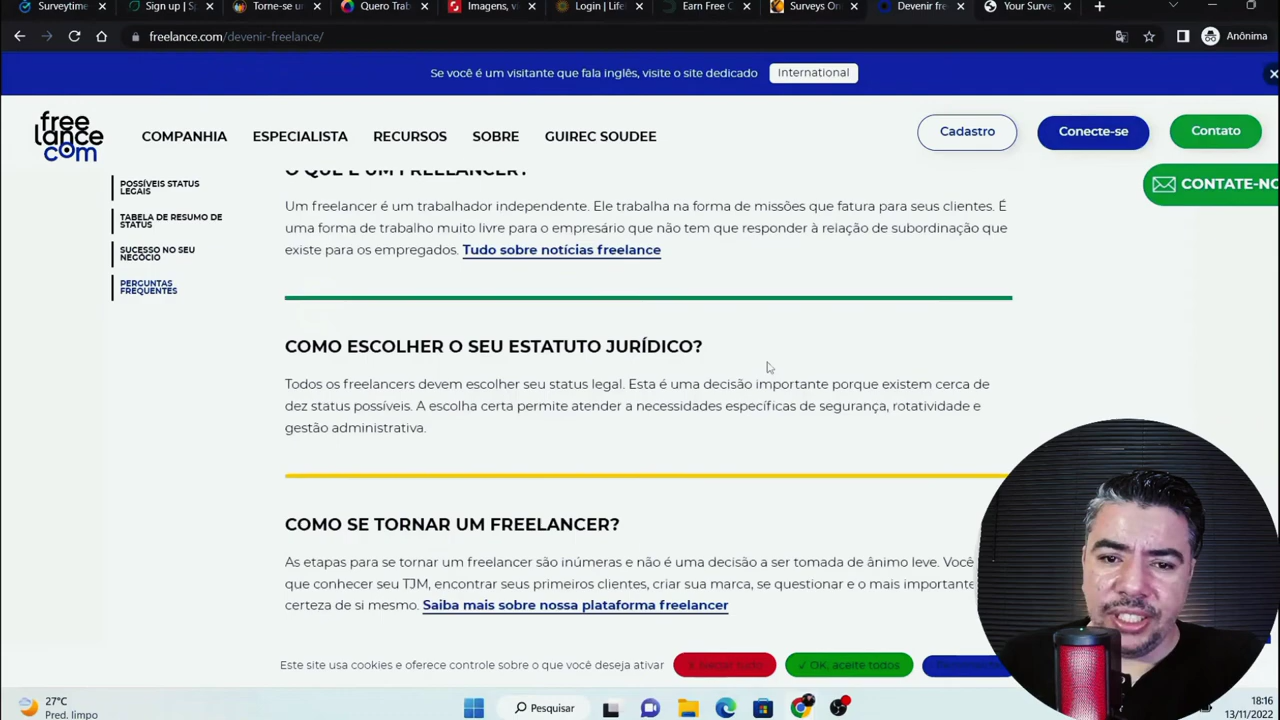 Surveytime
Sign up | S
Torne-se u
Quero Trab
Imagens, v
Login | Life
Earn Free C
Surveys On
Devenir fre
Your Surve
freelance.com/devenir-freelance/
Anônima
Se você é um visitante que fala inglês, visite o site dedicado
International
free
lance
com
COMPANHIA
ESPECIALISTA
RECURSOS
SOBRE
GUIREC SOUDEE
Cadastro
Conecte-se
Contato
CONTATE-NO
POSSÍVEIS STATUS
LEGAIS
TABELA DE RESUMO DE
STATUS
SUCESSO NO SEU
NEGÓCIO
PERGUNTAS
FREQUENTES
O QUE É UM FREELANCER?
Um freelancer é um trabalhador independente. Ele trabalha na forma de missões que fatura para seus clientes. É
uma forma de trabalho muito livre para o empresário que não tem que responder à relação de subordinação que
existe para os empregados. Tudo sobre notícias freelance
COMO ESCOLHER O SEU ESTATUTO JURÍDICO?
Todos os freelancers devem escolher seu status legal. Esta é uma decisão importante porque existem cerca de
dez status possíveis. A escolha certa permite atender a necessidades específicas de segurança, rotatividade e
gestão administrativa.
COMO SE TORNAR UM FREELANCER?
As etapas para se tornar um freelancer são inúmeras e não é uma decisão a ser tomada de ânimo leve. Você
que conhecer seu TJM, encontrar seus primeiros clientes, criar sua marca, se questionar e o mais importante
certeza de si mesmo. Saiba mais sobre nossa plataforma freelancer
Este site usa cookies e oferece controle sobre o que você deseja ativar
✓ OK, aceite todos
27°C
Pred. limpo
Pesquisar
18:16
13/11/2022